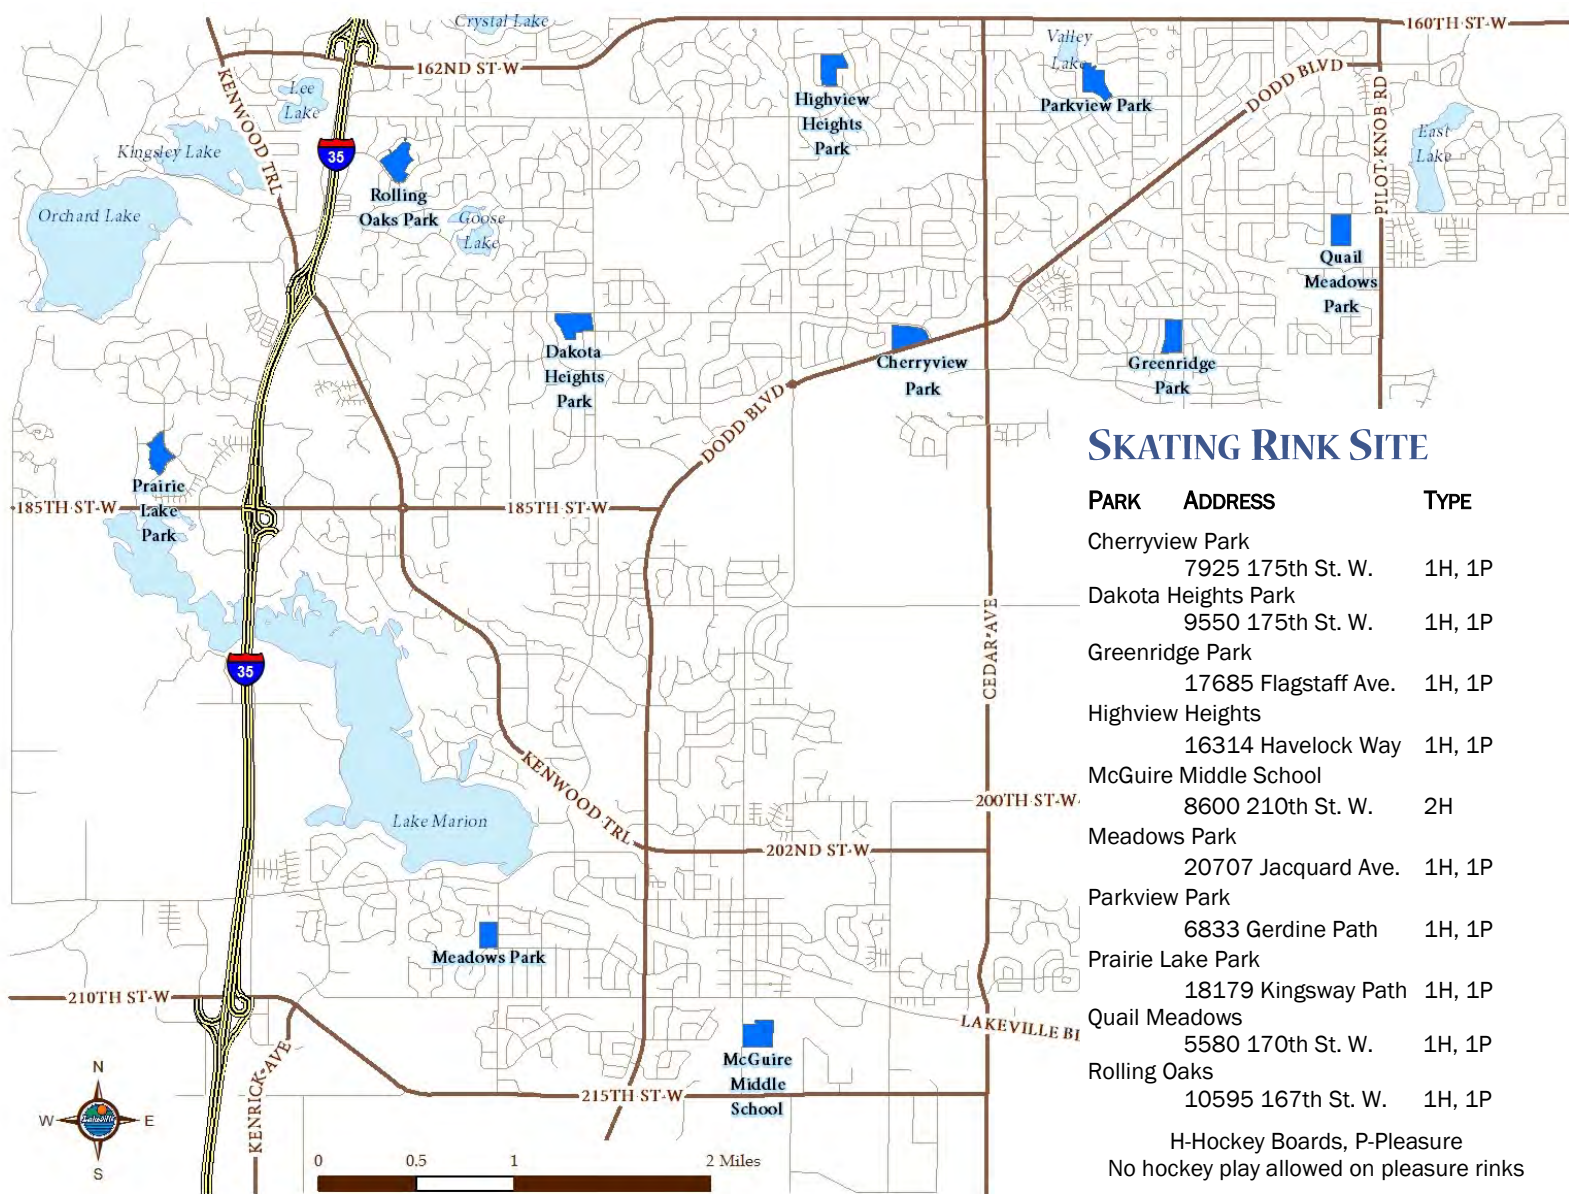 Crystal Lake
160TH ST-W
162ND ST-W
Valley
Lake
Highview
Heights
Park
Parkview Park
DODD BLVD
PILOT KNOB RD
KENWOOD TRL
Lee
Lake
35
Kingsley Lake
East
Lake
Orchard Lake
Rolling
Oaks Park
Goose
Lake
Quail
Meadows
Park
Dakota
Heights
Park
Cherryview
Park
Greenridge
Park
DODD BLVD
Prairie
Lake
Park
185TH ST-W
185TH ST-W
35
CEDAR AVE
KENWOOD TRL
200TH ST-W
Lake Marion
202ND ST-W
Meadows Park
210TH ST-W
LAKEVILLE BL
McGuire
Middle
School
KENRICK AVE
215TH ST-W
N
W
E
S
Lakeville
0 0.5 1 2 Miles
SKATING RINK SITE
PARK ADDRESS TYPE
Cherryview Park
7925 175th St. W. 1H, 1P
Dakota Heights Park
9550 175th St. W. 1H, 1P
Greenridge Park
17685 Flagstaff Ave. 1H, 1P
Highview Heights
16314 Havelock Way 1H, 1P
McGuire Middle School
8600 210th St. W. 2H
Meadows Park
20707 Jacquard Ave. 1H, 1P
Parkview Park
6833 Gerdine Path 1H, 1P
Prairie Lake Park
18179 Kingsway Path 1H, 1P
Quail Meadows
5580 170th St. W. 1H, 1P
Rolling Oaks
10595 167th St. W. 1H, 1P
H-Hockey Boards, P-Pleasure
No hockey play allowed on pleasure rinks